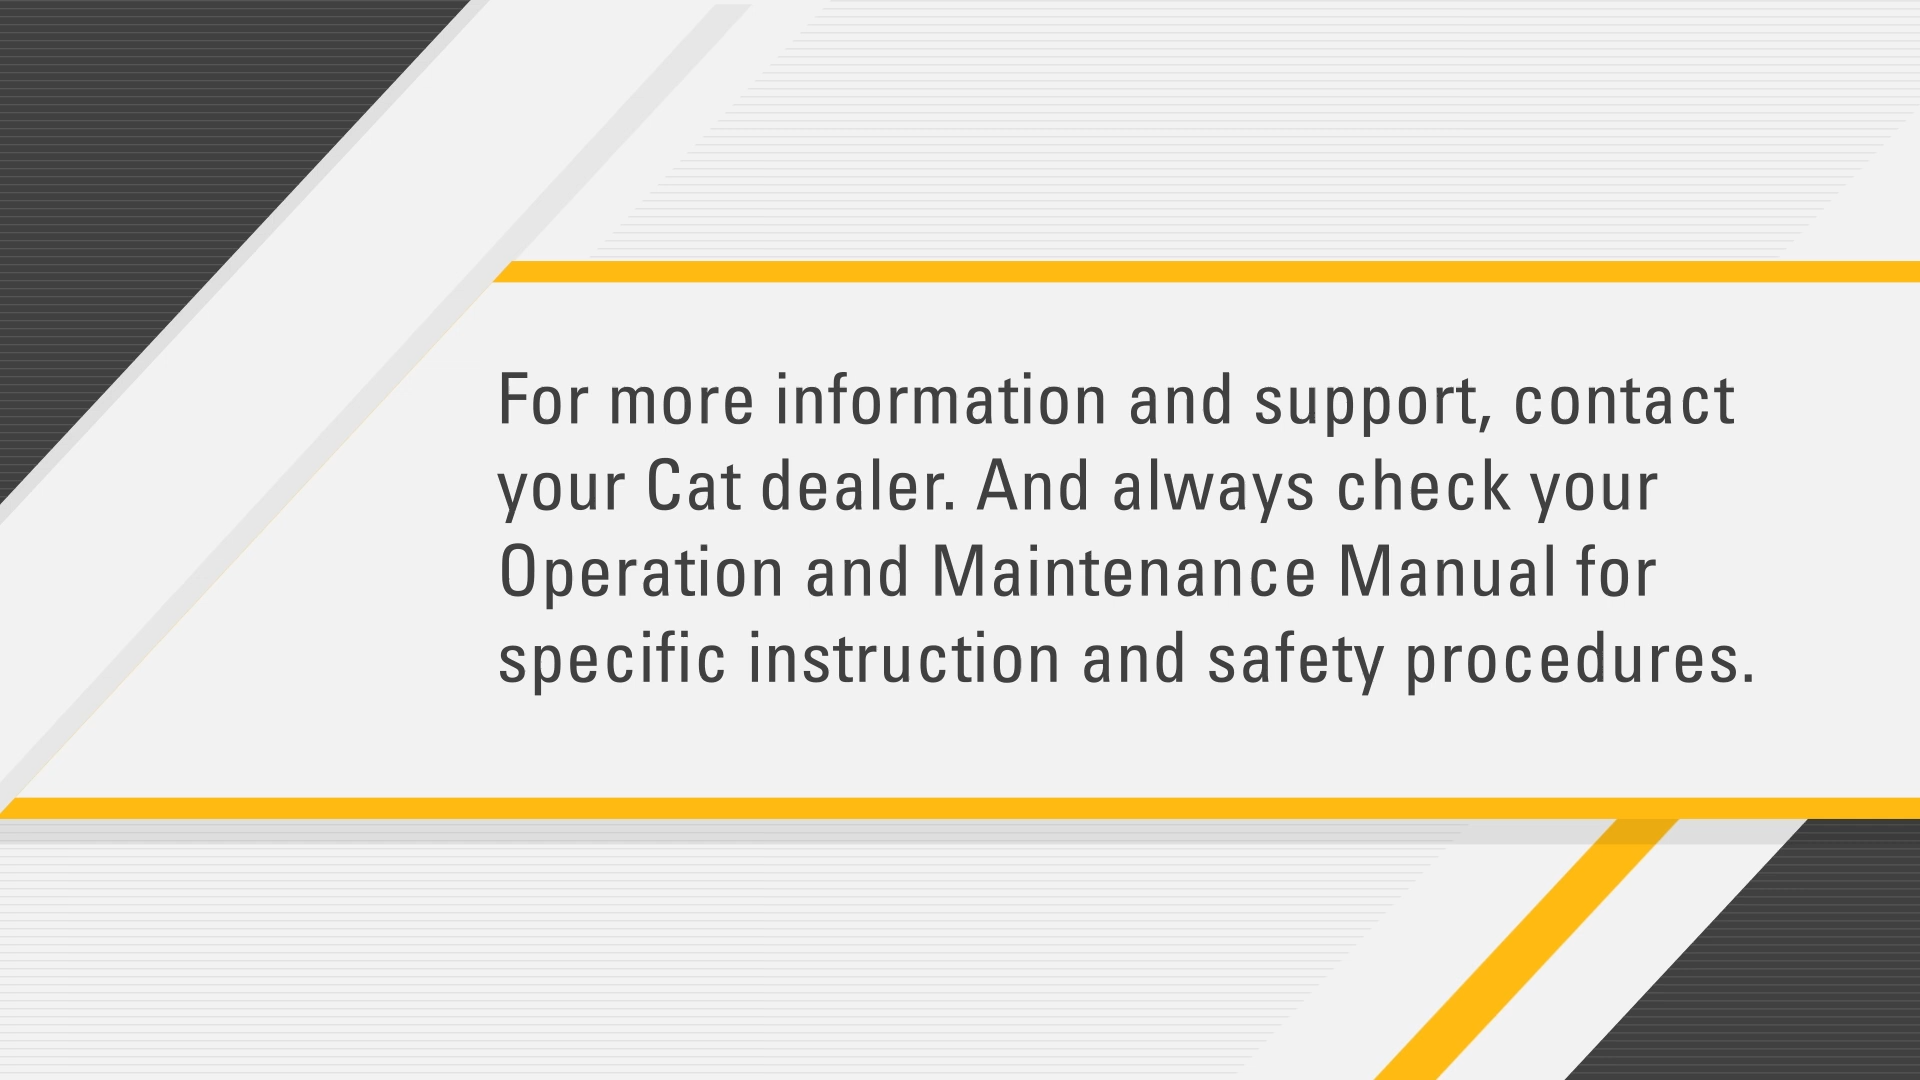 For more information and support, contact
your Cat dealer. And always check your
Operation and Maintenance Manual for
specific instruction and safety procedures.